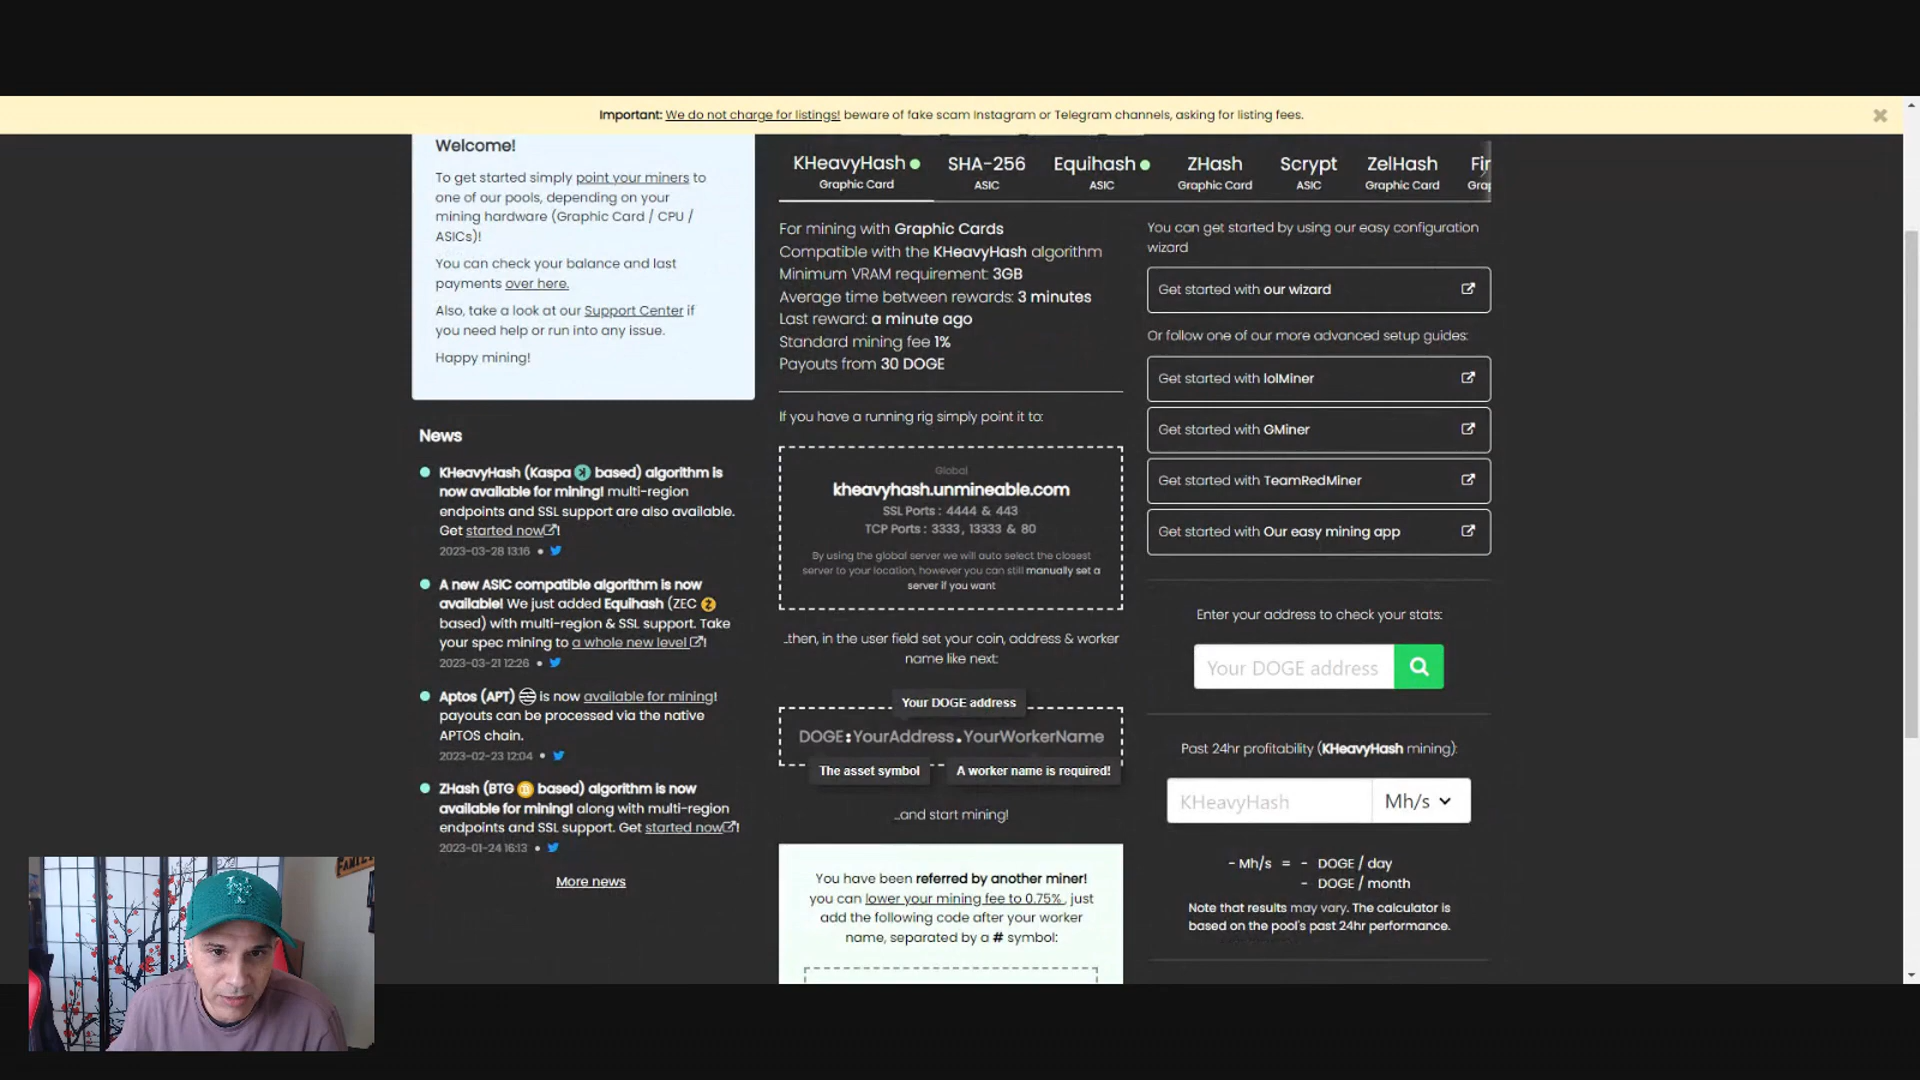 Important: We do not charge for listings! beware of fake scam Instagram or Telegram channels, asking for listing fees.
Welcome!
To get started simply point your miners to
one of our pools, depending on your
mining hardware (Graphic Card / CPU /
ASICs)!
You can check your balance and last
payments over here.
Also, take a look at our Support Center if
you need help or run into any issue.
Happy mining!
News
KHeavyHash (Kaspa based) algorithm is
now available for mining! multi-region
endpoints and SSL support are also available.
Get started now!
2023-03-28 13:16
A new ASIC compatible algorithm is now
available! We just added Equihash (ZEC
based) with multi-region & SSL support. Take
your spec mining to a whole new level!
2023-03-21 12:26
Aptos (APT) is now available for mining!
payouts can be processed via the native
APTOS chain.
2023-02-23 12:04
ZHash (BTG based) algorithm is now
available for mining! along with multi-region
endpoints and SSL support. Get started now!
2023-01-24 16:13
More news
KHeavyHash
Graphic Card
SHA-256
ASIC
Equihash
ASIC
ZHash
Graphic Card
Scrypt
ASIC
ZelHash
Graphic Card
For mining with Graphic Cards
Compatible with the KHeavyHash algorithm
Minimum VRAM requirement: 3GB
Average time between rewards: 3 minutes
Last reward: a minute ago
Standard mining fee 1%
Payouts from 30 DOGE
If you have a running rig simply point it to:
Global
kheavyhash.unmineable.com
SSL Ports : 4444 & 443
TCP Ports : 3333, 13333 & 80
By using the global server we will auto select the closest
server to your location, however you can still manually set a
server if you want
..then, in the user field set your coin, address & worker
name like next:
Your DOGE address
DOGE:YourAddress.YourWorkerName
The asset symbol
A worker name is required!
...and start mining!
You have been referred by another miner!
you can lower your mining fee to 0.75% , just
add the following code after your worker
name, separated by a # symbol:
You can get started by using our easy configuration
wizard
Get started with our wizard
Or follow one of our more advanced setup guides:
Get started with lolMiner
Get started with GMiner
Get started with TeamRedMiner
Get started with Our easy mining app
Enter your address to check your stats:
Your DOGE address
Past 24hr profitability (KHeavyHash mining):
KHeavyHash
Mh/s
- Mh/s = - DOGE / day
- DOGE / month
Note that results may vary. The calculator is
based on the pool's past 24hr performance.